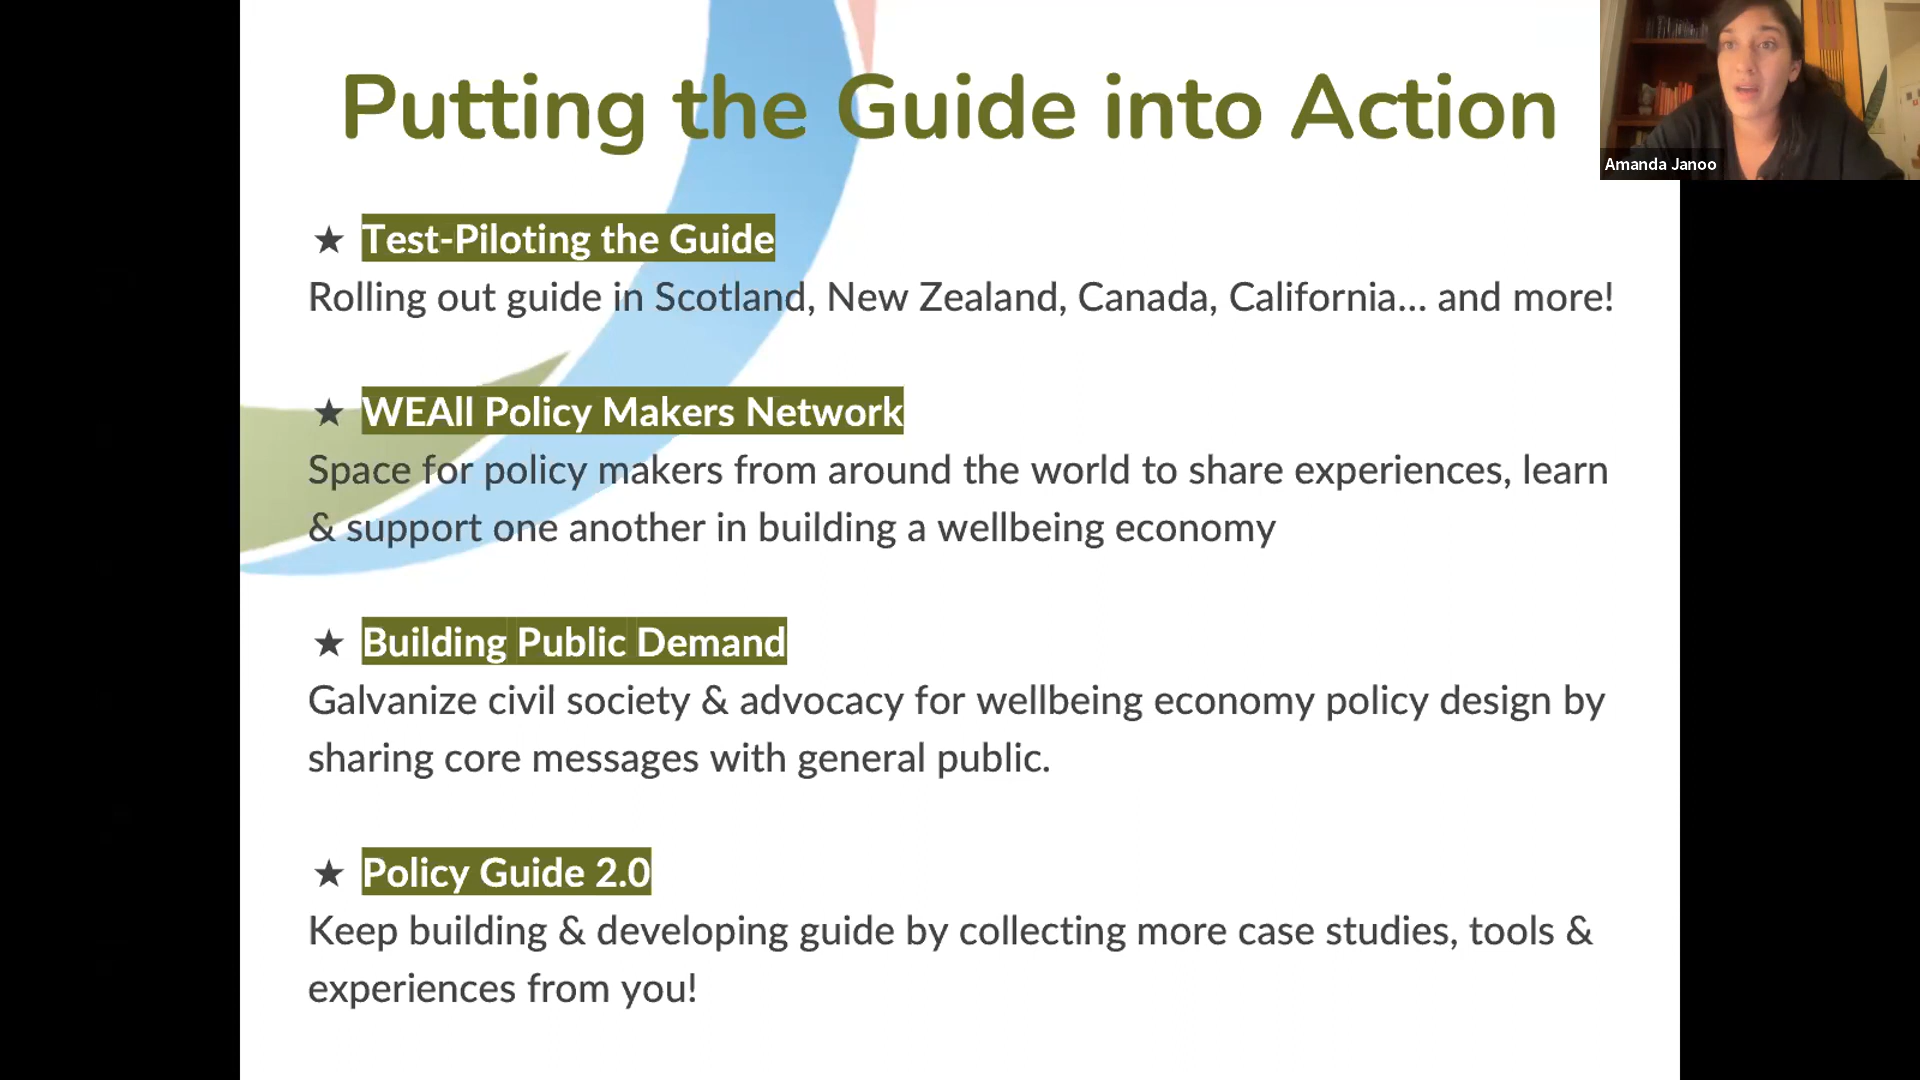 Putting the Guide into Action
Amanda Janoo
★ Test-Piloting the Guide
Rolling out guide in Scotland, New Zealand, Canada, California... and more!
★ WEAll Policy Makers Network
Space for policy makers from around the world to share experiences, learn
& support one another in building a wellbeing economy
★ Building Public Demand
Galvanize civil society & advocacy for wellbeing economy policy design by
sharing core messages with general public.
★ Policy Guide 2.0
Keep building & developing guide by collecting more case studies, tools &
experiences from you!